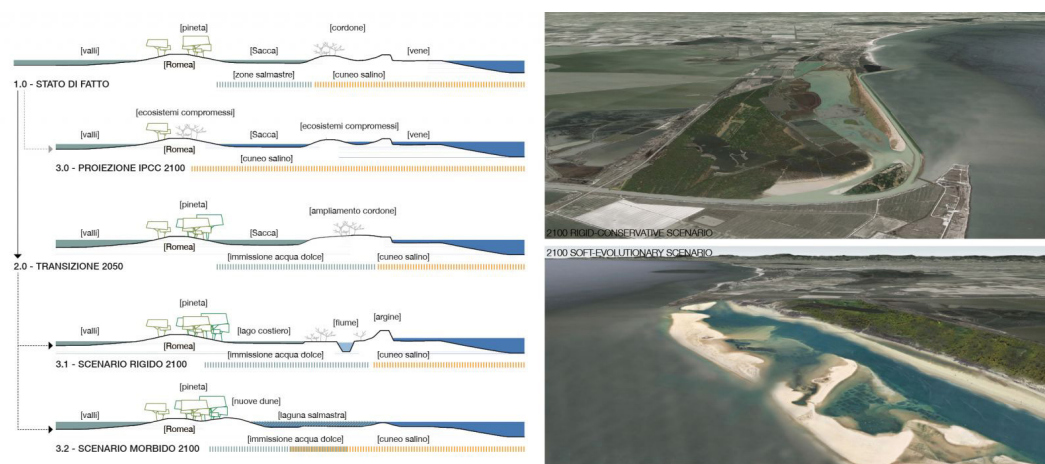 [pineta]
[cordone]
[valli]
[Sacca]
[vene]
[Romea]
[zone salmastre]
[cuneo salino]
1.0 - STATO DI FATTO
[ecosistemi compromessi]
[valli]
[Sacca]
[ecosistemi compromessi]
[vene]
[Romea]
[cuneo salino]
3.0 - PROIEZIONE IPCC 2100
[pineta]
[ampliamento cordone]
[valli]
[Sacca]
[Romea]
[immissione acqua dolce]
[cuneo salino]
2.0 - TRANSIZIONE 2050
[pineta]
[argine]
[fiume]
[valli]
[lago costiero]
[Romea]
[immissione acqua dolce]
[cuneo salino]
3.1 - SCENARIO RIGIDO 2100
[pineta]
[nuove dune]
[valli]
[laguna salmastra]
[Romea]
[immissione acqua dolce]
[cuneo salino]
3.2 - SCENARIO MORBIDO 2100
2100 RIGID-CONSERVATIVE SCENARIO
2100 SOFT-EVOLUTIONARY SCENARIO